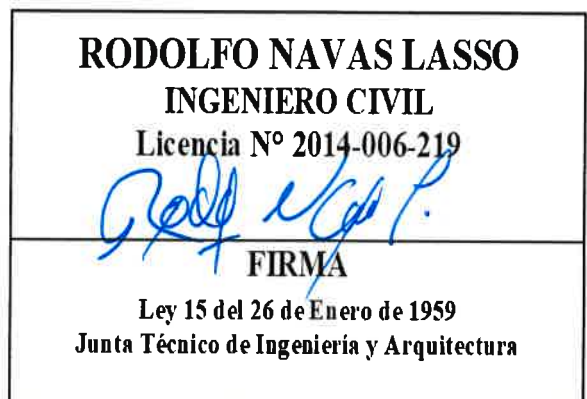 RODOLFO NAVAS LASSO
INGENIERO CIVIL
Licencia Nº 2014-006-219
FIRMA
Ley 15 del 26 de Enero de 1959
Junta Técnico de Ingeniería y Arquitectura